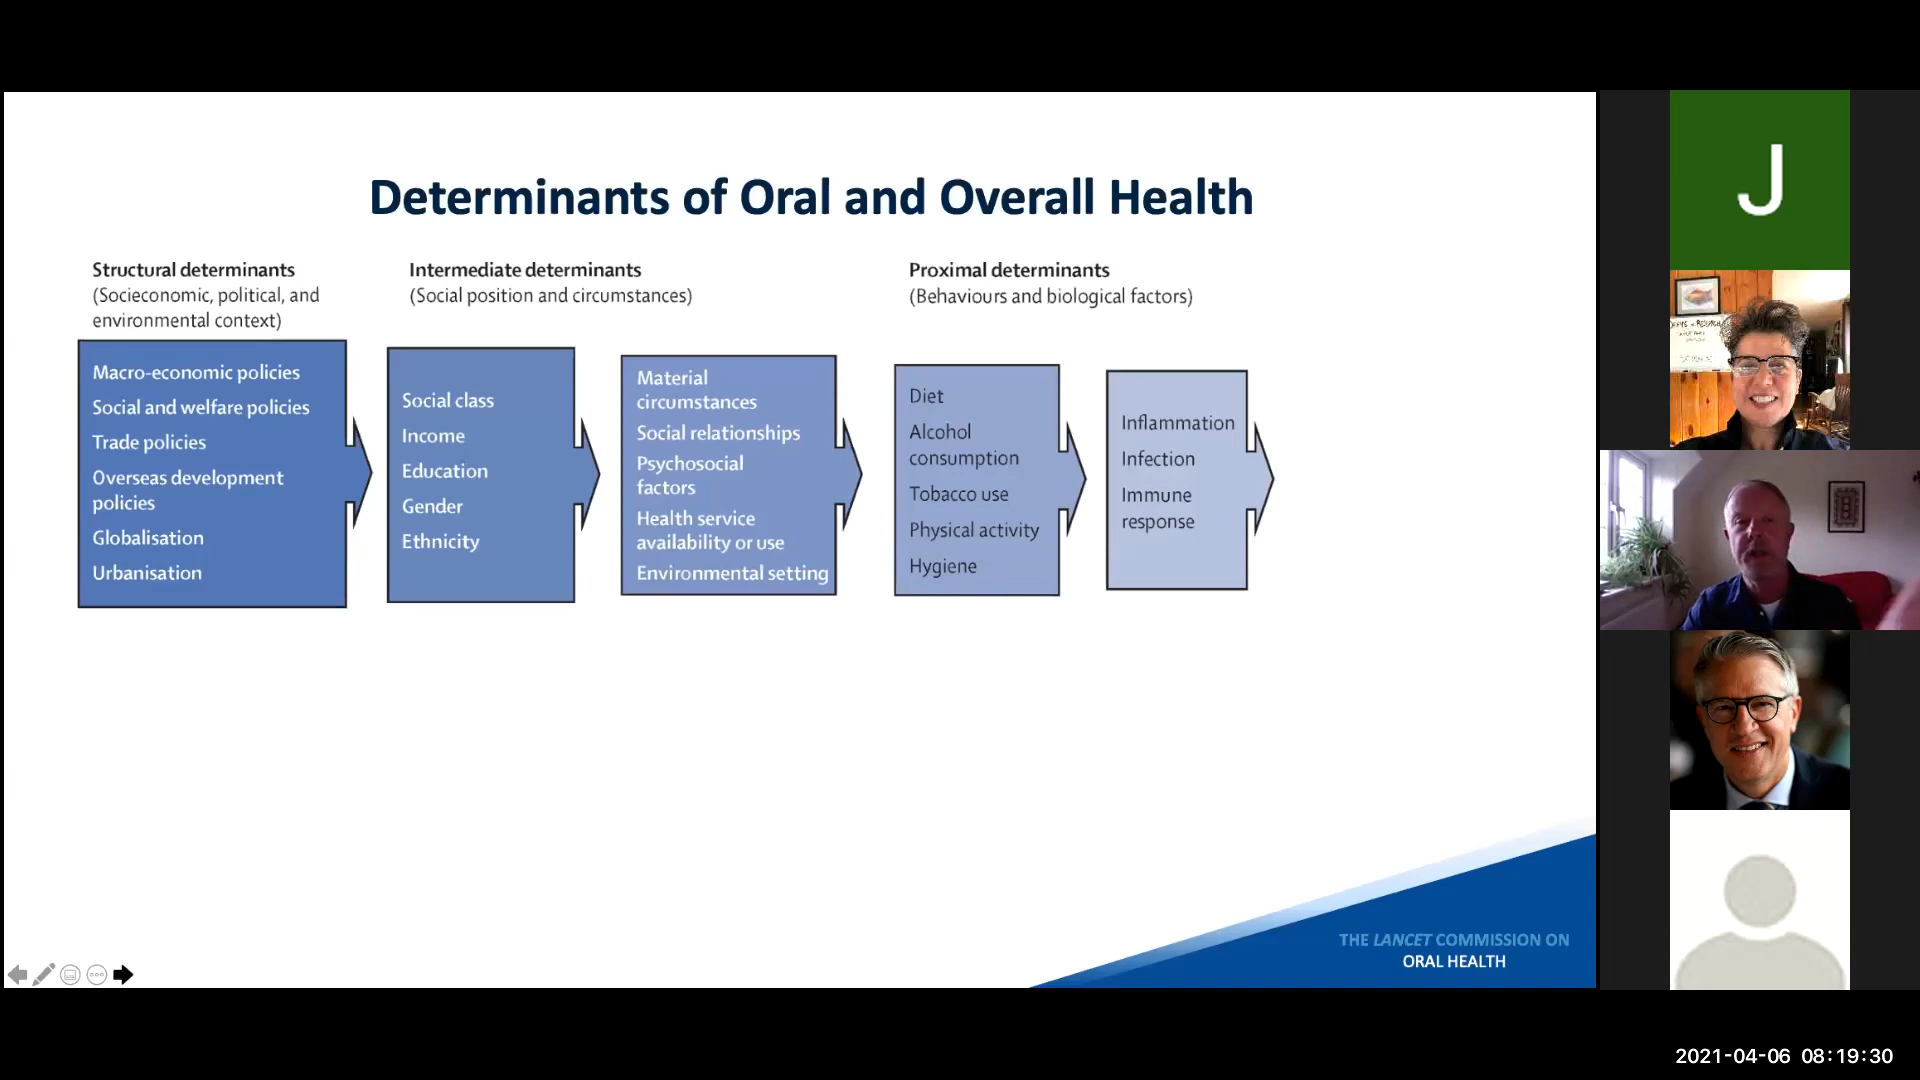 Determinants of Oral and Overall Health
Structural determinants
(Socieconomic, political, and
environmental context)
Macro-economic policies
Social and welfare policies
Trade policies
Overseas development
policies
Globalisation
Urbanisation
Intermediate determinants
(Social position and circumstances)
Social class
Income
Education
Gender
Ethnicity
Material
circumstances
Social relationships
Psychosocial
factors
Health service
availability or use
Environmental setting
Proximal determinants
(Behaviours and biological factors)
Diet
Alcohol
consumption
Tobacco use
Physical activity
Hygiene
Inflammation
Infection
Immune
response
THE LANCET COMMISSION ON
ORAL HEALTH
J
2021-04-06 08:19:30